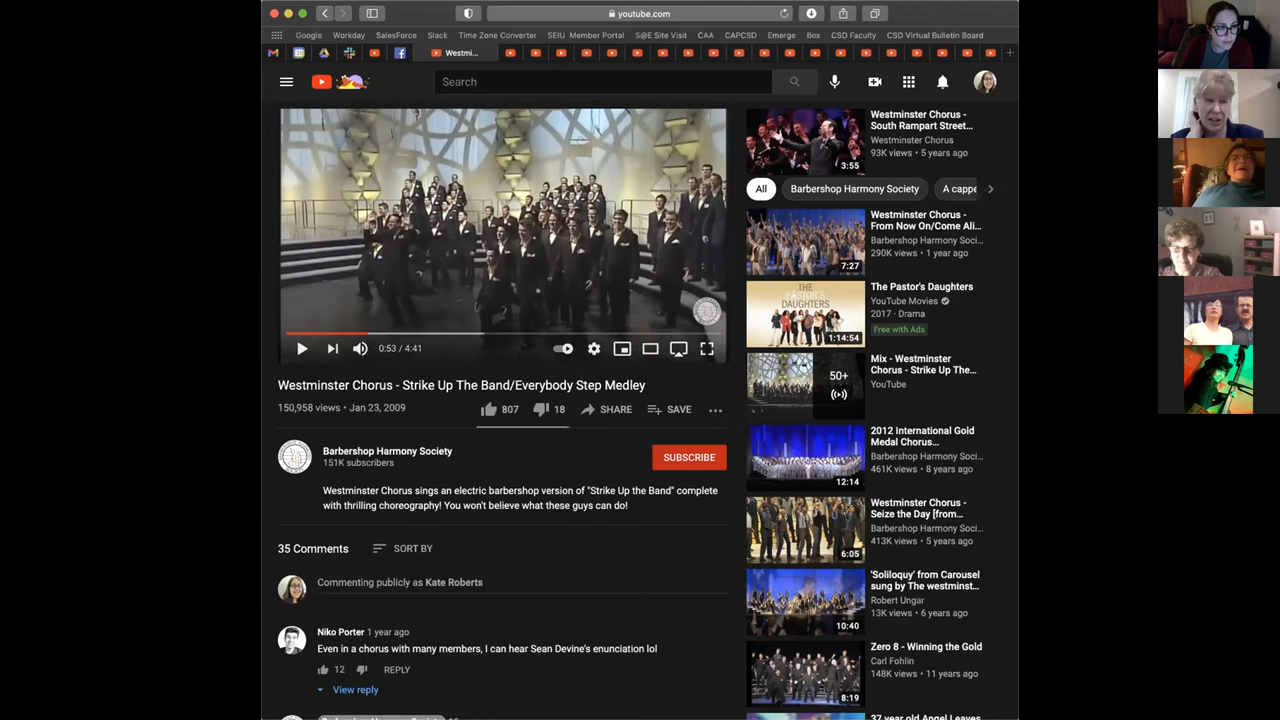 youtube.com
Google Workday SalesForce Slack Time Zone Converter SEIU Member Portal S@E Site Visit CAA CAPCSD Emerge Box CSD Faculty CSD Virtual Bulletin Board
Westmi...
Search
Westminster Chorus -
South Rampart Street...
Westminster Chorus
93K views • 5 years ago
3:55
All
Barbershop Harmony Society
A cappe
Westminster Chorus -
From Now On/Come Ali...
Barbershop Harmony Soci...
290K views • 1 year ago
7:27
THE
PASTOR'S
DAUGHTERS
The Pastor's Daughters
YouTube Movies
2017 · Drama
Free with Ads
1:14:54
0:53 / 4:41
50+
Mix - Westminster
Chorus - Strike Up The...
YouTube
Westminster Chorus - Strike Up The Band/Everybody Step Medley
150,958 views • Jan 23, 2009
807
18
SHARE
SAVE
2012 International Gold
Medal Chorus...
Barbershop Harmony Soci...
461K views • 8 years ago
12:14
Barbershop Harmony Society
151K subscribers
SUBSCRIBE
Westminster Chorus sings an electric barbershop version of "Strike Up the Band" complete
with thrilling choreography! You won't believe what these guys can do!
Westminster Chorus -
Seize the Day [from...
Barbershop Harmony Soci...
413K views • 5 years ago
6:05
35 Comments
SORT BY
Commenting publicly as Kate Roberts
'Soliloquy' from Carousel
sung by The westminst...
Robert Ungar
13K views • 6 years ago
10:40
Niko Porter 1 year ago
Even in a chorus with many members, I can hear Sean Devine's enunciation lol
12
REPLY
View reply
Zero 8 - Winning the Gold
Carl Fohlin
148K views • 11 years ago
8:19
37 year old Angel Leaves